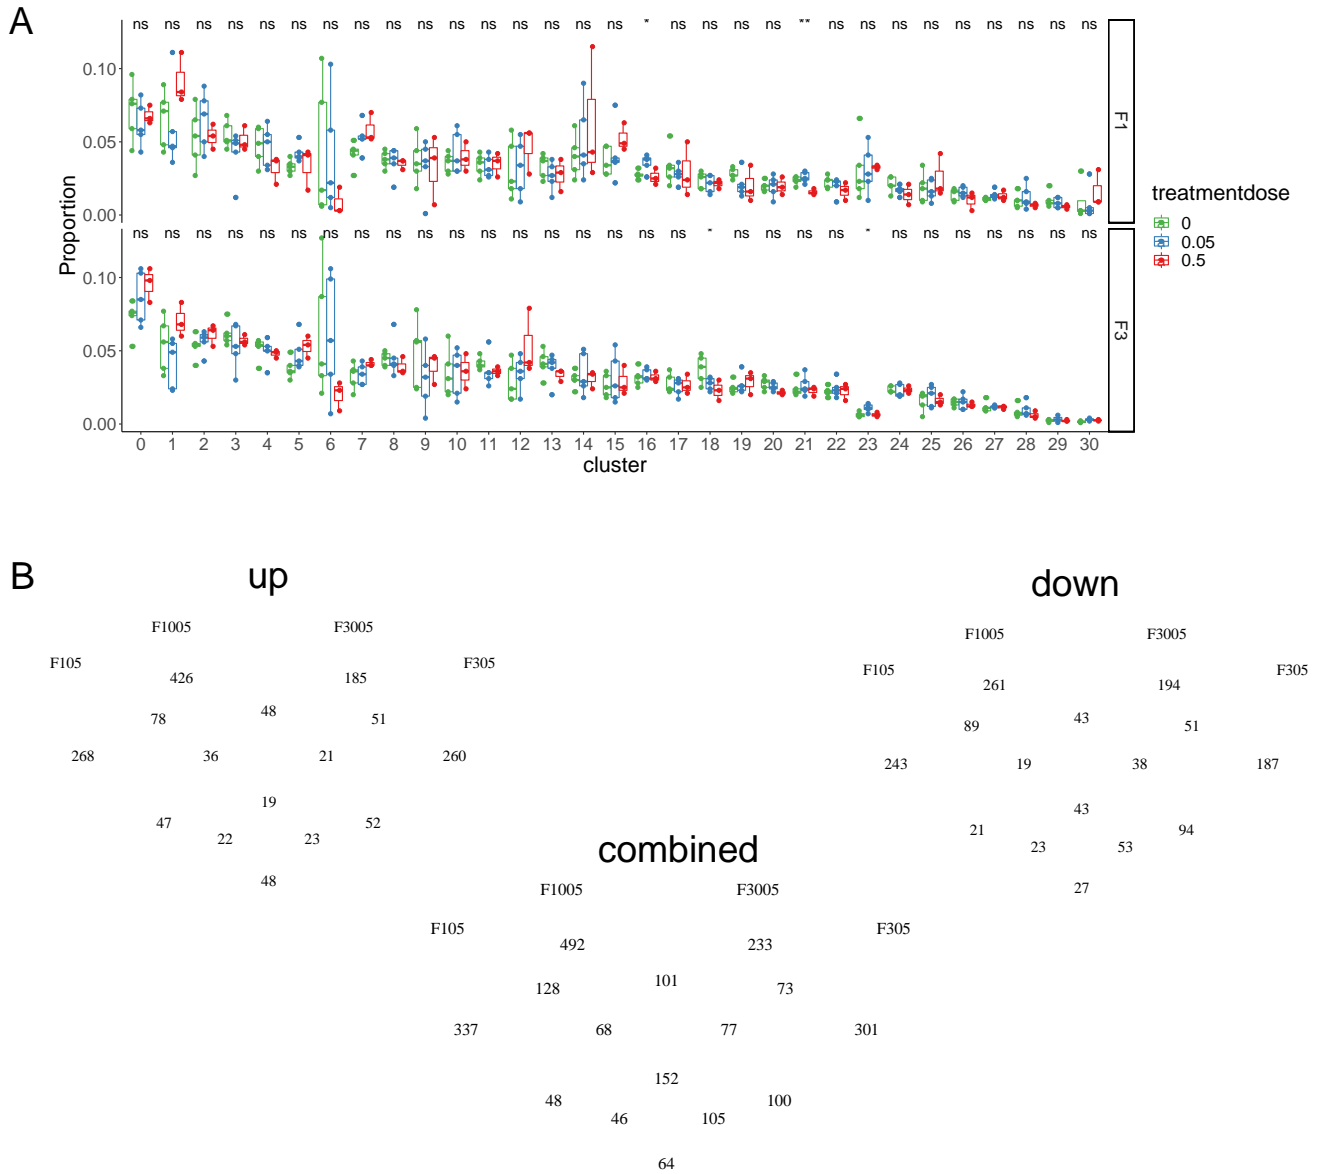 A
ns ns ns ns ns ns ns ns ns ns ns ns ns ns ns ns * ns ns ns ns ** ns ns ns ns ns ns ns ns ns
0.10
0.05
0.00
F1
ns ns ns ns ns ns ns ns ns ns ns ns ns ns ns ns ns ns * ns ns ns ns * ns ns ns ns ns ns ns
0.10
0.05
0.00
F3
Proportion
0 1 2 3 4 5 6 7 8 9 10 11 12 13 14 15 16 17 18 19 20 21 22 23 24 25 26 27 28 29 30
cluster
treatmentdose
0
0.05
0.5
B
up
F1005 F3005
F105 F305
426 185
48
78 51
268 36 21 260
19
47 52
22 23
48
down
F1005 F3005
F105 F305
261 194
43
89 51
243 19 38 187
43
21 94
23 53
27
combined
F1005 F3005
F105 F305
492 233
101
128 73
337 68 77 301
152
48 100
46 105
64